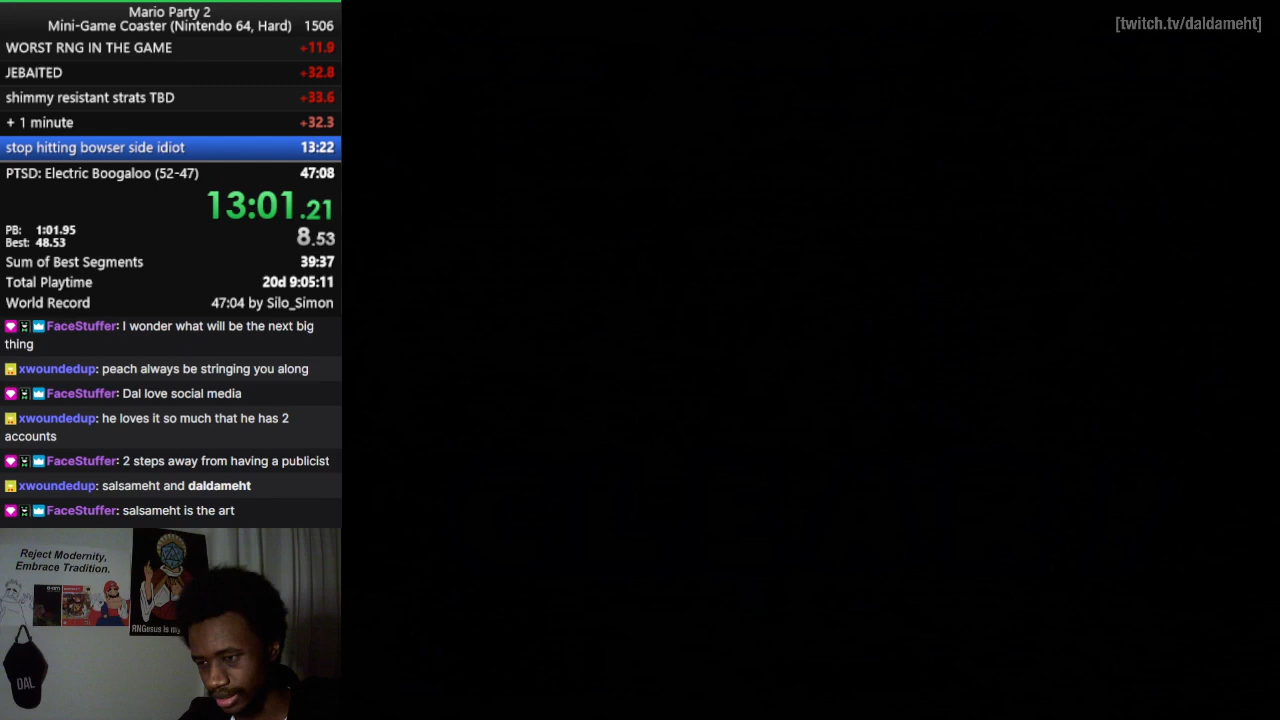 Mario Party 2
Mini-Game Coaster (Nintendo 64, Hard) 1506
[twitch.tv/daldameht]
WORST RNG IN THE GAME +11.9
JEBAITED +32.8
shimmy resistant strats TBD +33.6
+ 1 minute +32.3
stop hitting bowser side idiot 13:22
PTSD: Electric Boogaloo (52-47) 47:08
13:01.21
PB: 1:01.95
Best: 48.53
8.53
Sum of Best Segments 39:37
Total Playtime 20d 9:05:11
World Record 47:04 by Silo_Simon
FaceStuffer: I wonder what will be the next big
thing
xwoundedup: peach always be stringing you along
FaceStuffer: Dal love social media
xwoundedup: he loves it so much that he has 2
accounts
FaceStuffer: 2 steps away from having a publicist
xwoundedup: salsameht and daldameht
FaceStuffer: salsameht is the art
Reject Modernity,
Embrace Tradition.
RNGesus is my
DAL